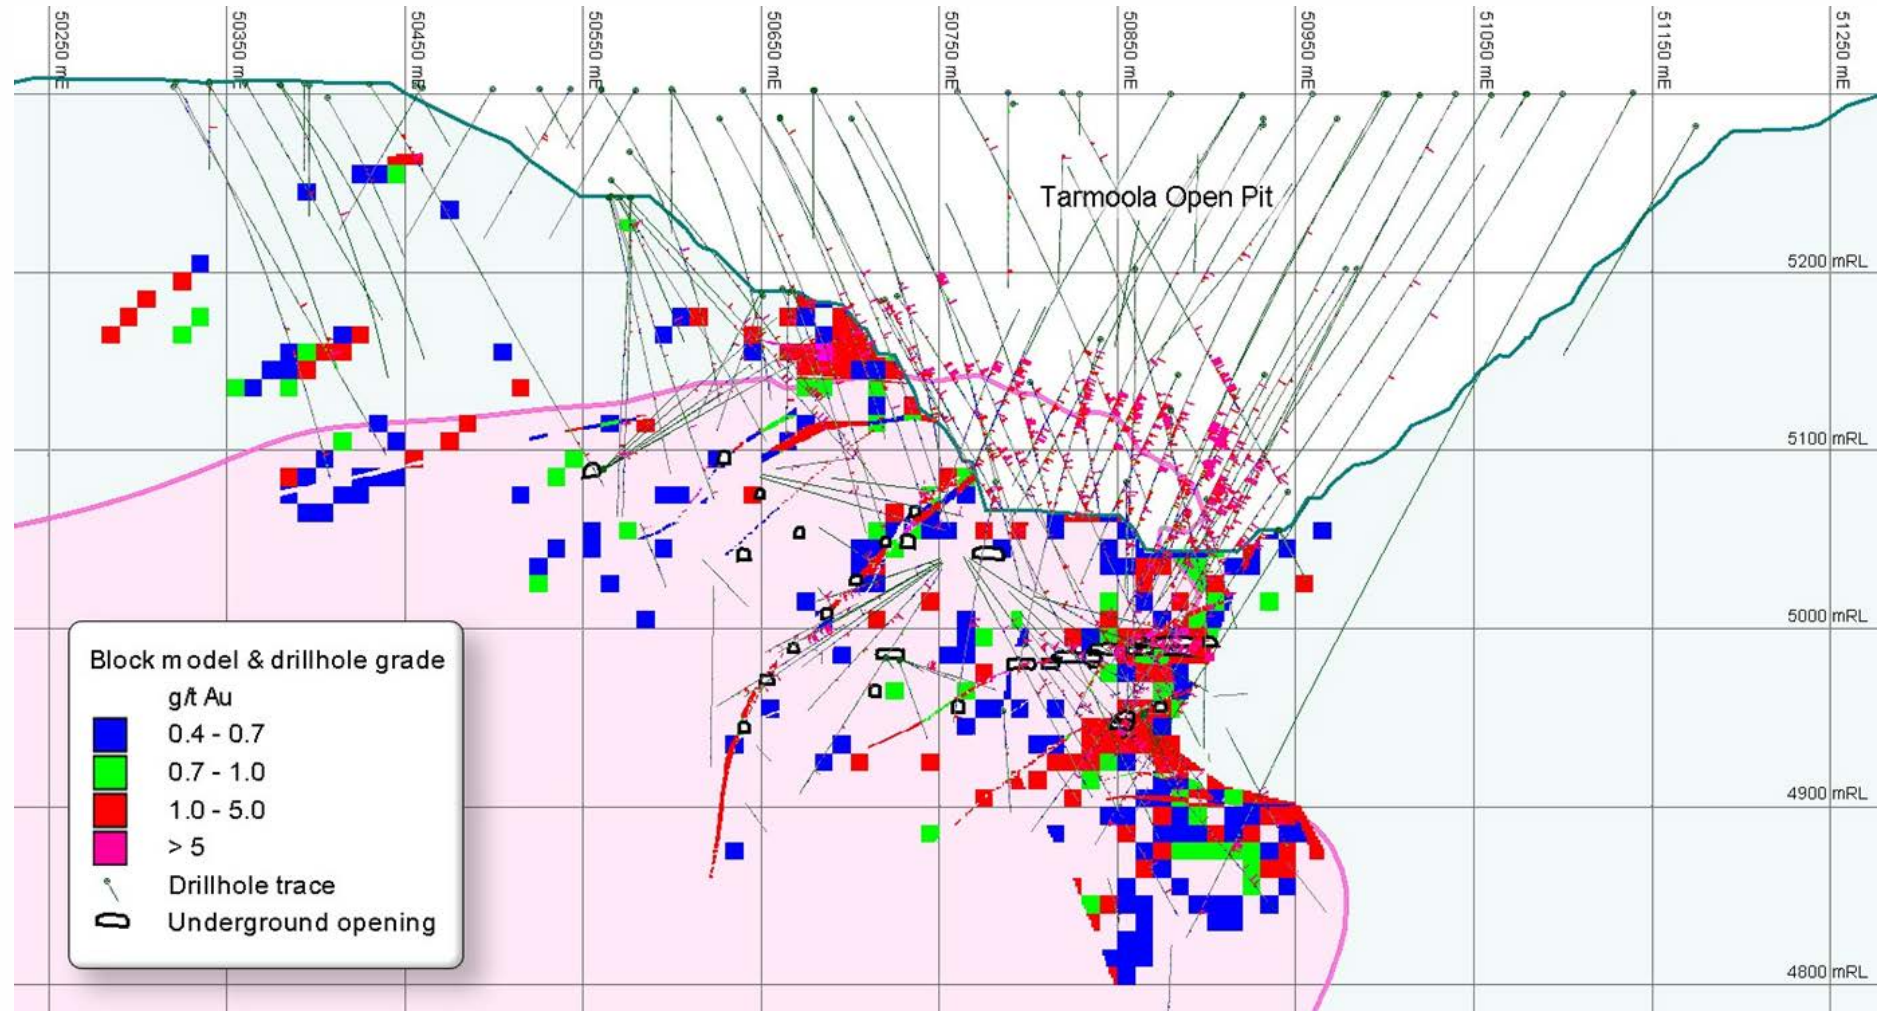 50250 mE
50350 mE
50450 mE
50550 mE
50650 mE
50750 mE
50850 mE
50950 mE
51050 mE
51150 mE
51250 mE
Tarmoola Open Pit
5200 mRL
5100 mRL
5000 mRL
4900 mRL
4800 mRL
Block model & drillhole grade
g/t Au
0.4 - 0.7
0.7 - 1.0
1.0 - 5.0
> 5
Drillhole trace
Underground opening